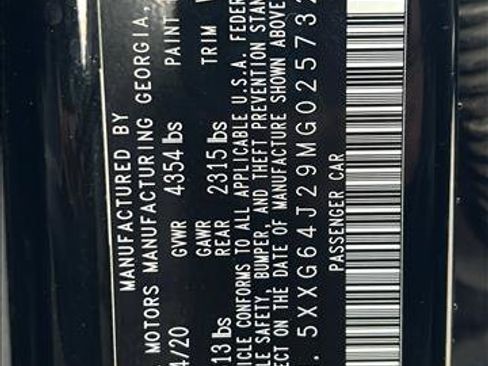 MANUFACTURED BY
MOTORS MANUFACTURING GEORGIA,
4/20 GVWR 4354 lbs PAINT
13 lbs GAWR REAR 2315 lbs TRIM
HICLE CONFORMS TO ALL APPLICABLE U.S.A. FEDER
LE SAFETY, BUMPER, AND THEFT PREVENTION STAN
ECT ON THE DATE OF MANUFACTURE SHOWN ABOVE
. 5XXG64J29MG025732
PASSENGER CAR